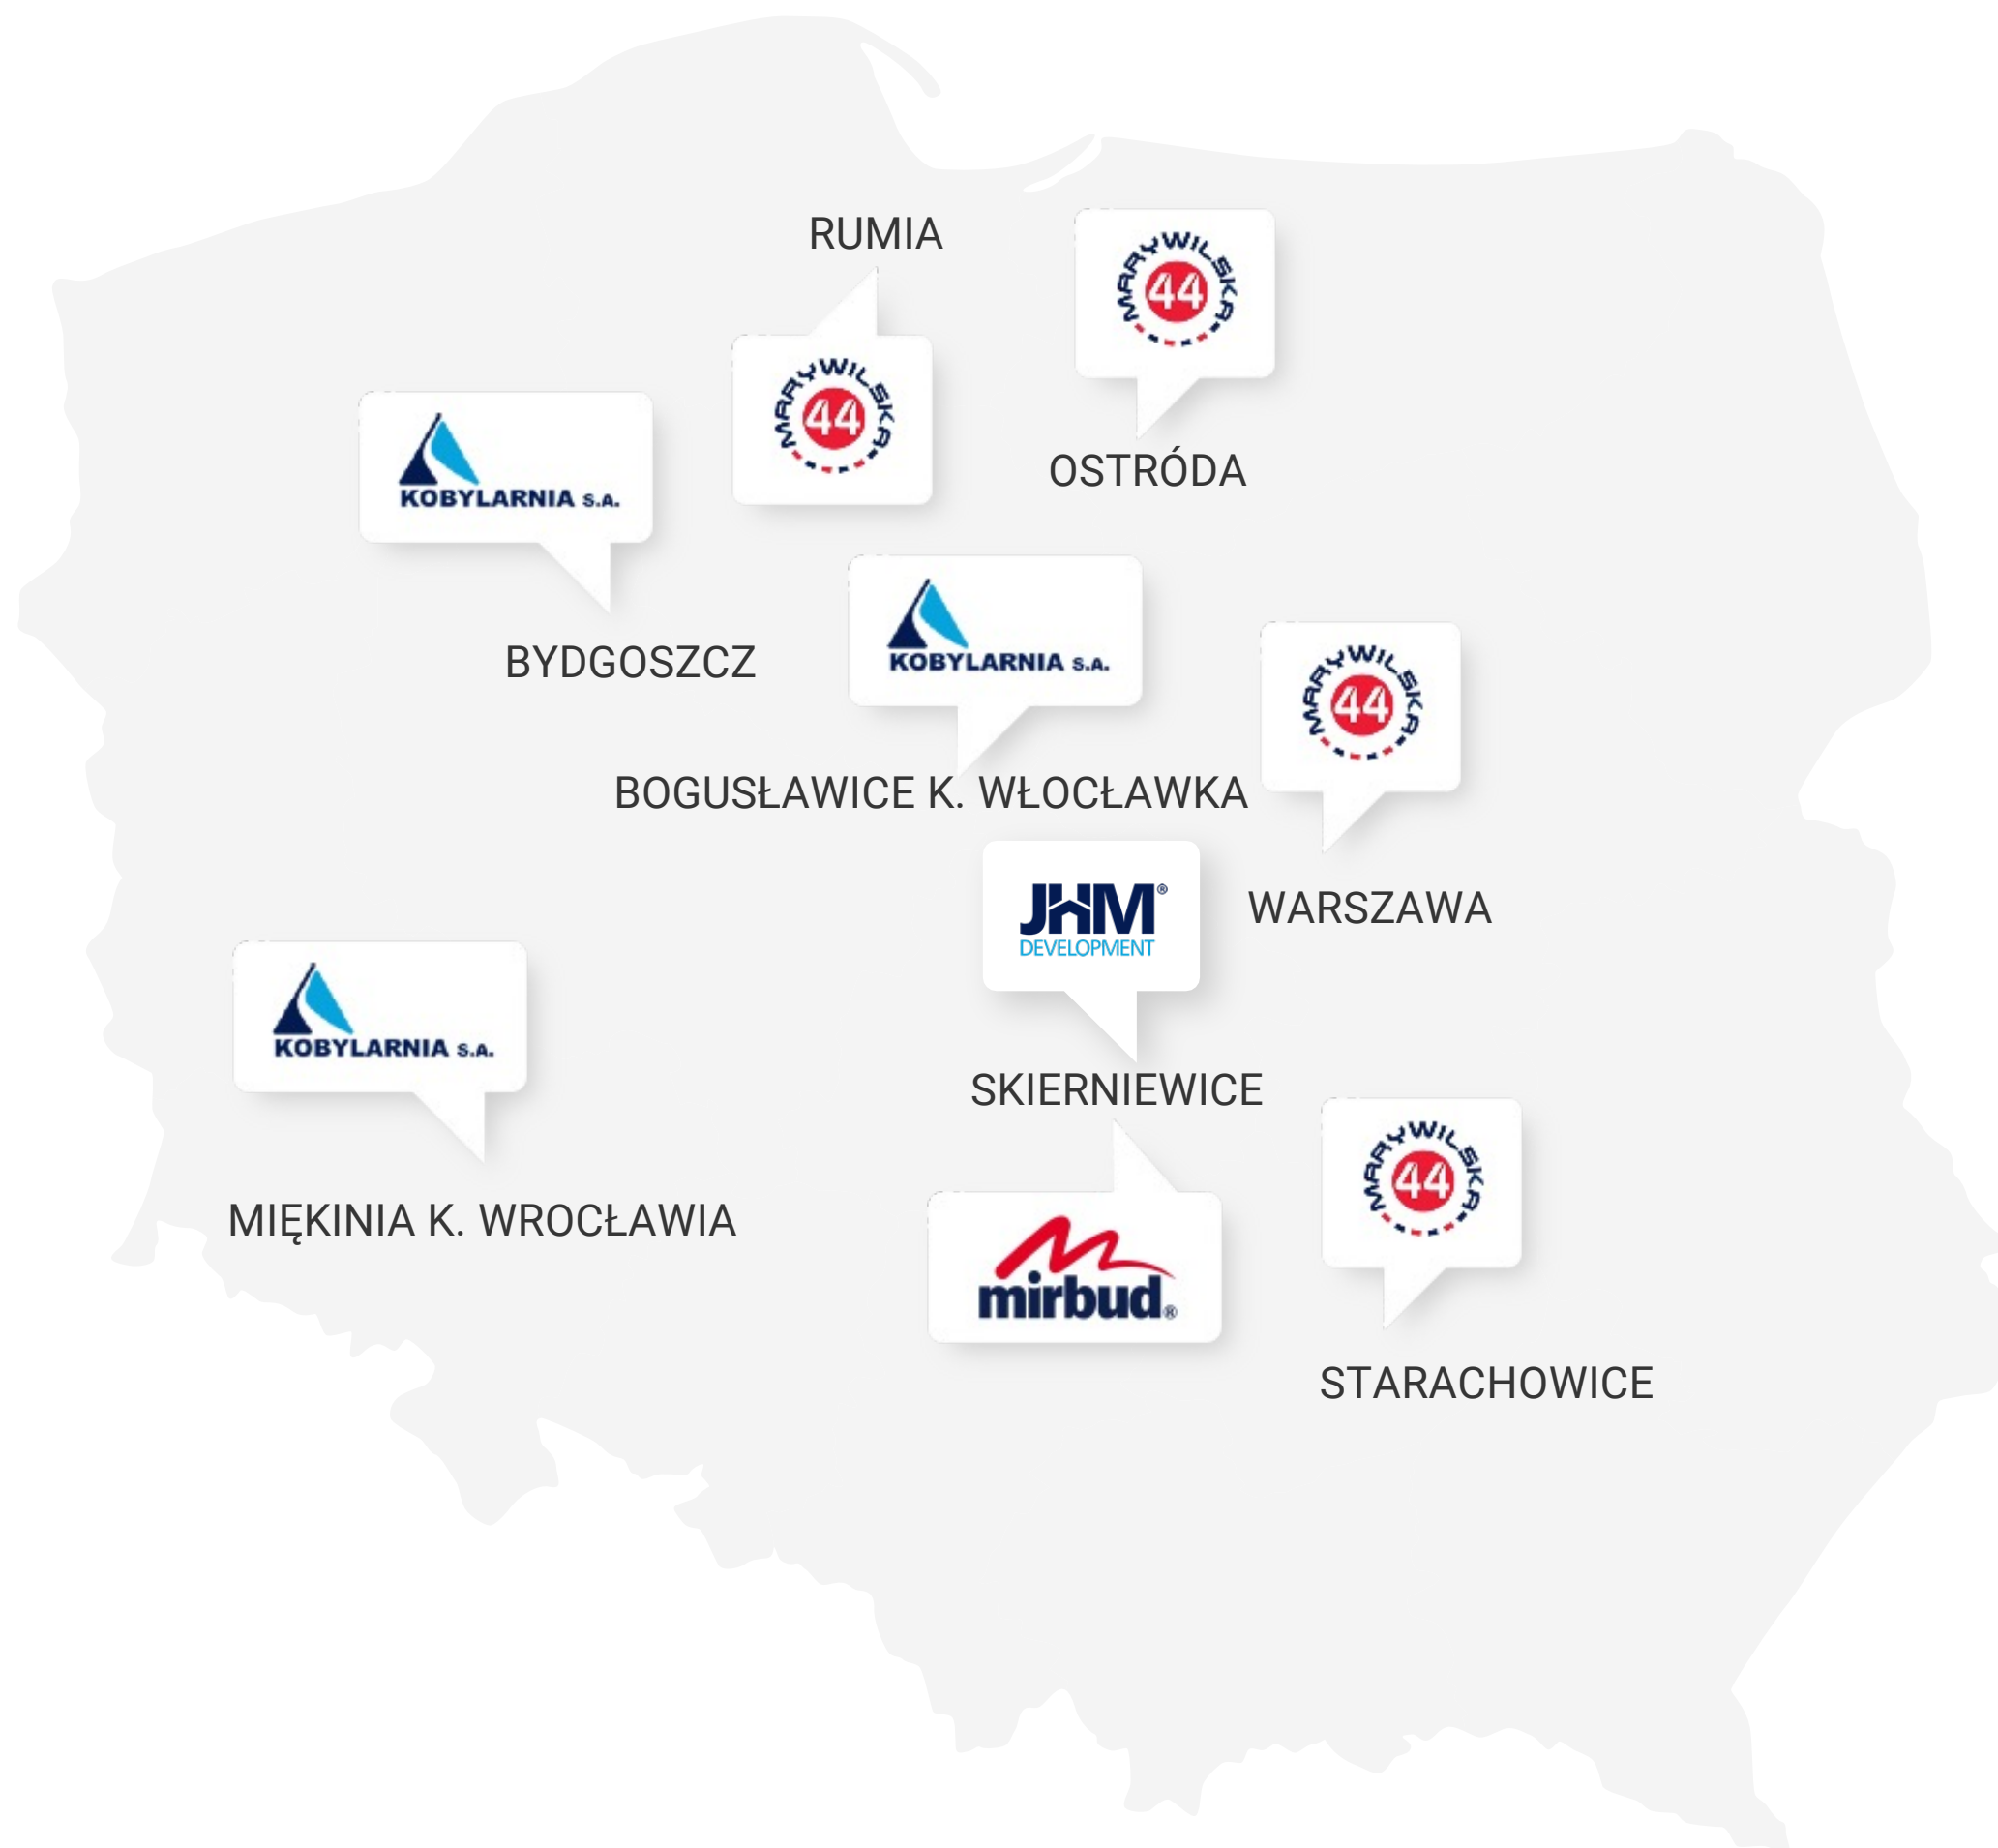 RUMIA
MARYWILSKA
44
MARYWILSKA
44
OSTRÓDA
KOBYLARNIA S.A.
BYDGOSZCZ
KOBYLARNIA S.A.
BOGUSŁAWICE K. WŁOCŁAWKA
MARYWILSKA
44
WARSZAWA
JHM®
DEVELOPMENT
SKIERNIEWICE
KOBYLARNIA S.A.
MIĘKINIA K. WROCŁAWIA
mirbud®
MARYWILSKA
44
STARACHOWICE